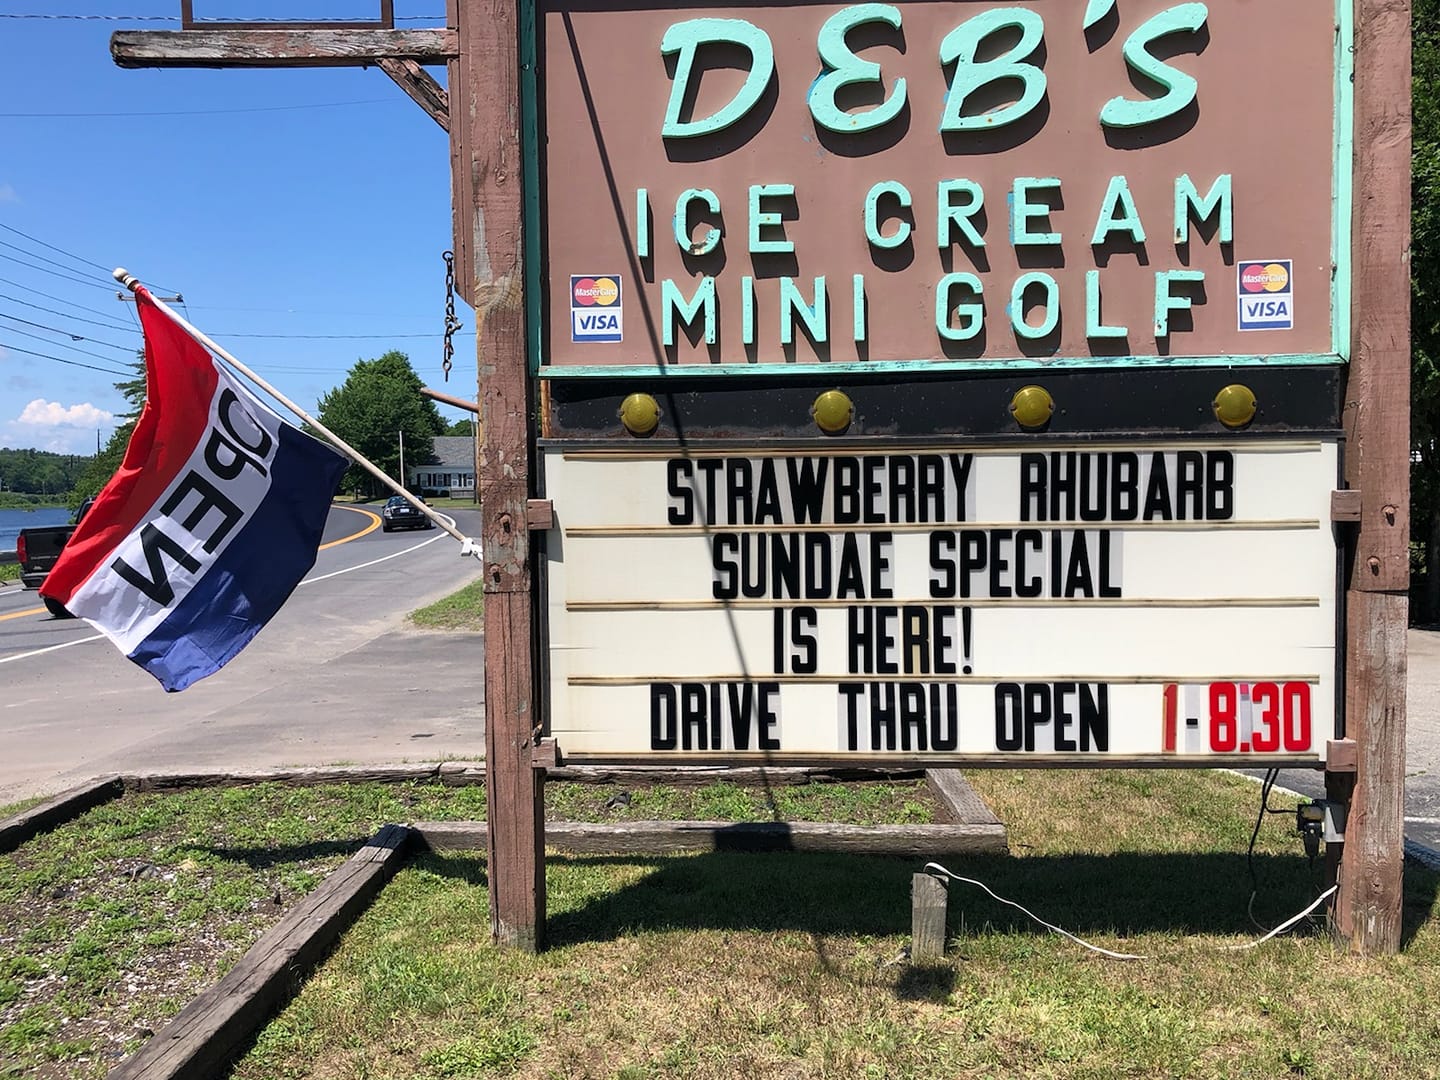 DEB'S
ICE CREAM
MINI GOLF
MasterCard
VISA
MasterCard
VISA
STRAWBERRY RHUBARB
SUNDAE SPECIAL
IS HERE!
DRIVE THRU OPEN 1-8:30
OPEN